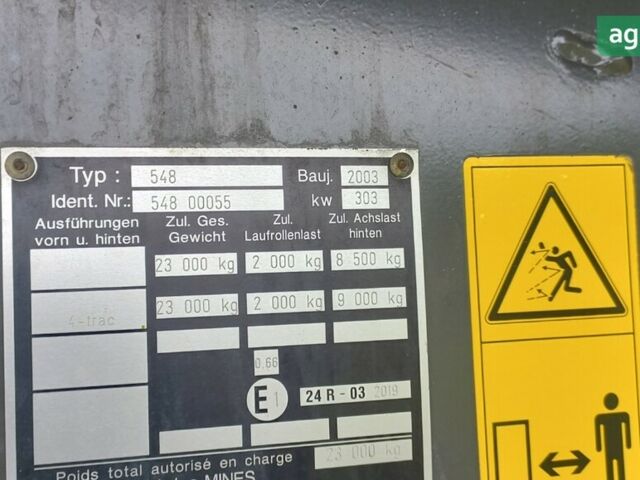 ag
Typ : 548 Bauj. 2003
Ident. Nr.: 548 00055 kw 303
Ausführungen vorn u. hinten Zul. Ges. Gewicht Zul. Laufrollenlast Zul. Achslast hinten
23 000 kg 2 000 kg 8 500 kg
4-trac 23 000 kg 2 000 kg 9 000 kg
0,66
E 1 24 R - 03 2019
Poids total autorisé en charge 23 000 kg
MINES